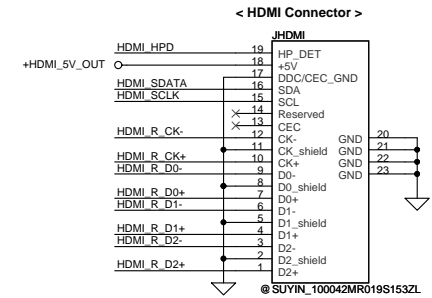 < HDMI Connector >
JHDMI
HDMI_HPD 19 HP_DET
+HDMI_5V_OUT 18 +5V
17 DDC/CEC_GND
HDMI_SDATA 16 SDA
HDMI_SCLK 15 SCL
14 Reserved
13 CEC
HDMI_R_CK- 12 CK- GND 20
11 CK_shield GND 21
HDMI_R_CK+ 10 CK+ GND 22
HDMI_R_D0- 9 D0- GND 23
8 D0_shield
HDMI_R_D0+ 7 D0+
HDMI_R_D1- 6 D1-
5 D1_shield
HDMI_R_D1+ 4 D1+
HDMI_R_D2- 3 D2-
2 D2_shield
HDMI_R_D2+ 1 D2+
@SUYIN_100042MR019S153ZL